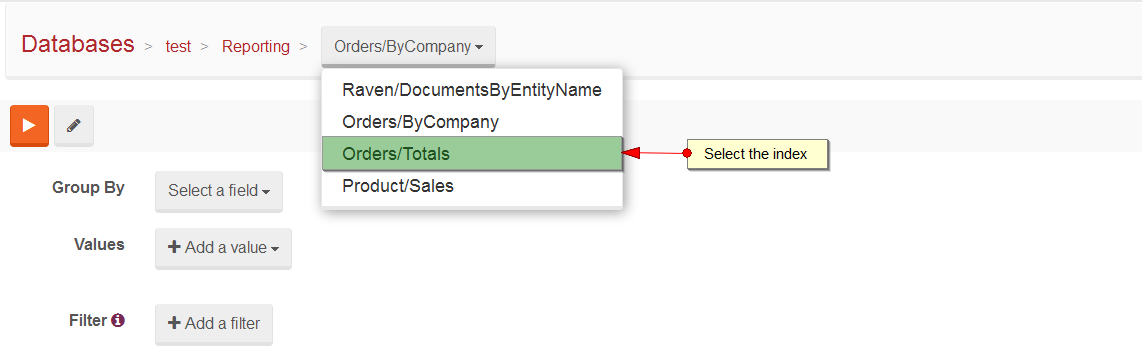 Databases > test > Reporting > Orders/ByCompany
Raven/DocumentsByEntityName
Orders/ByCompany
Orders/Totals
Product/Sales
Select the index
Group By Select a field
Values + Add a value
Filter + Add a filter